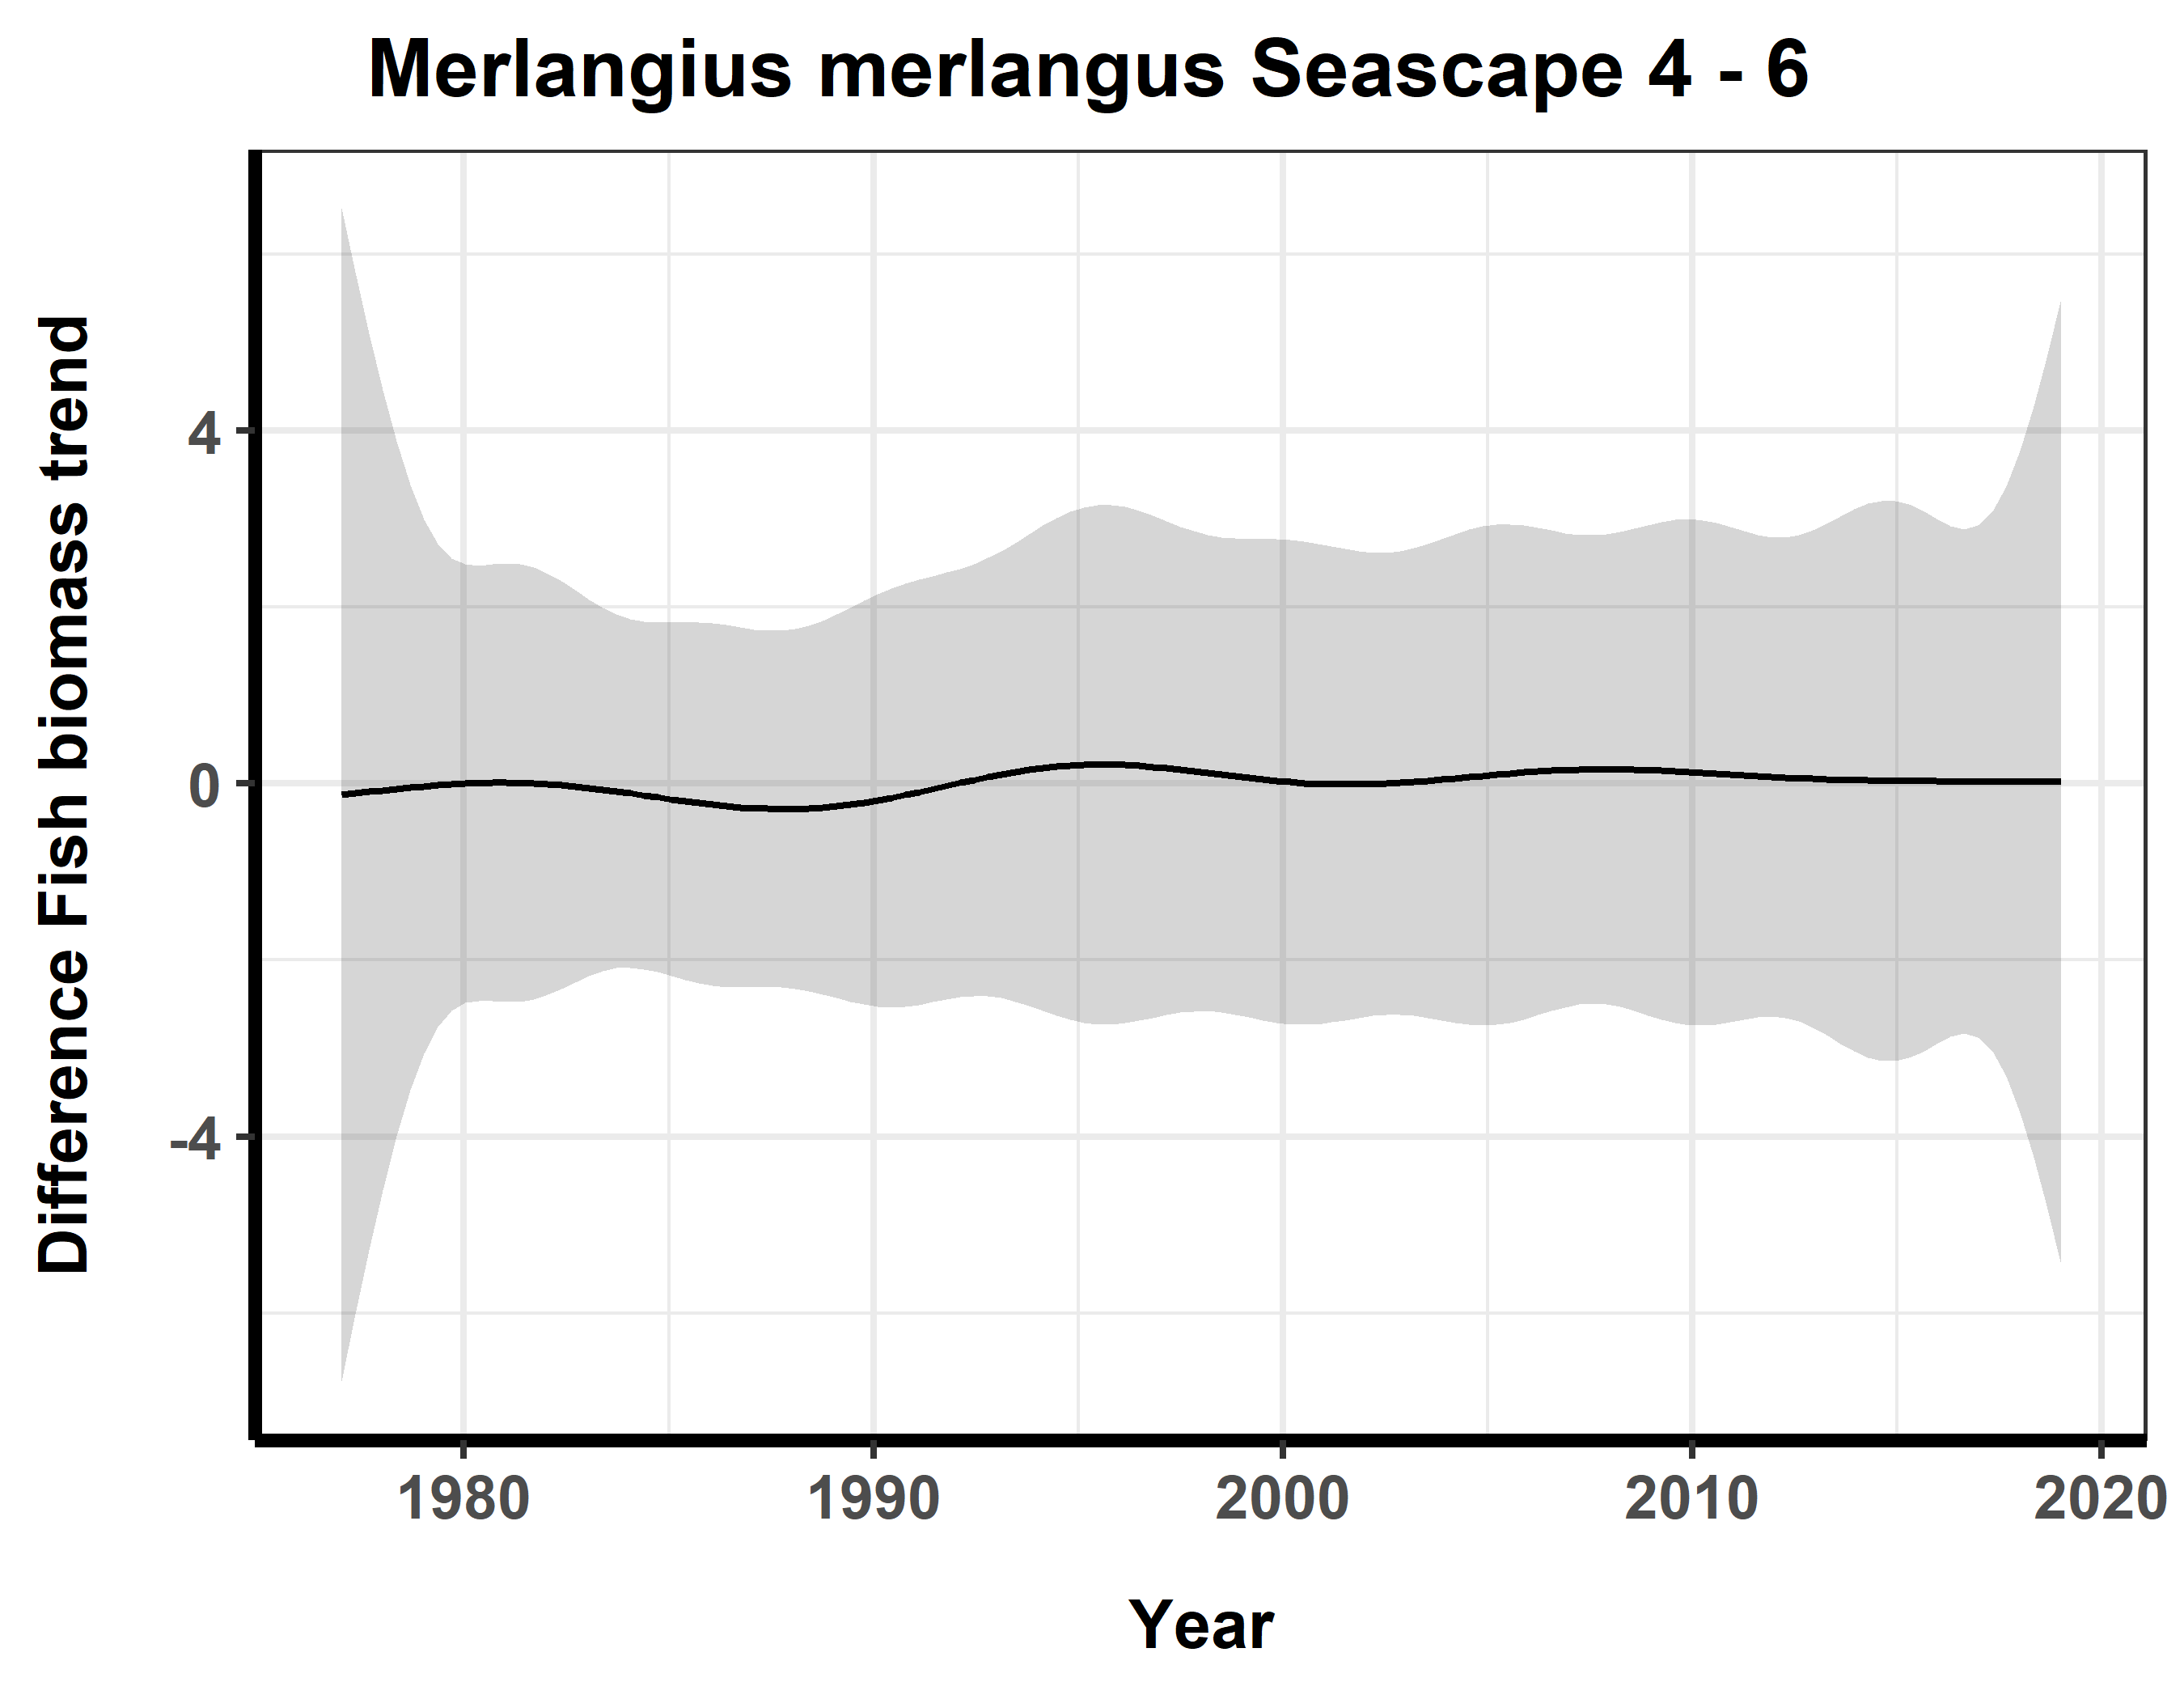 Merlangius merlangus Seascape 4 - 6
Difference Fish biomass trend
4
0
-4
1980 1990 2000 2010 2020
Year